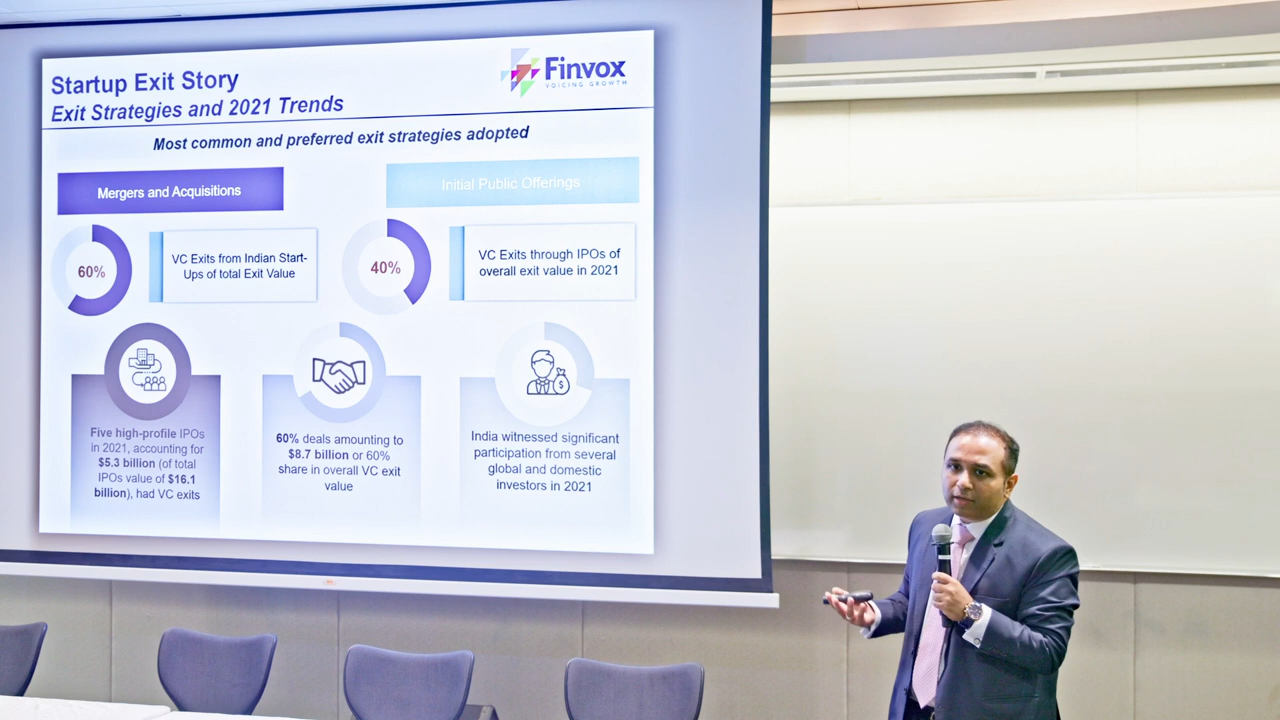 Startup Exit Story
Exit Strategies and 2021 Trends
Finvox
VOICING GROWTH
Most common and preferred exit strategies adopted
Mergers and Acquisitions
Initial Public Offerings
60%
VC Exits from Indian Start-
Ups of total Exit Value
40%
VC Exits through IPOs of
overall exit value in 2021
Five high-profile IPOs
in 2021, accounting for
$5.3 billion (of total
IPOs value of $16.1
billion), had VC exits
60% deals amounting to
$8.7 billion or 60%
share in overall VC exit
value
$
India witnessed significant
participation from several
global and domestic
investors in 2021